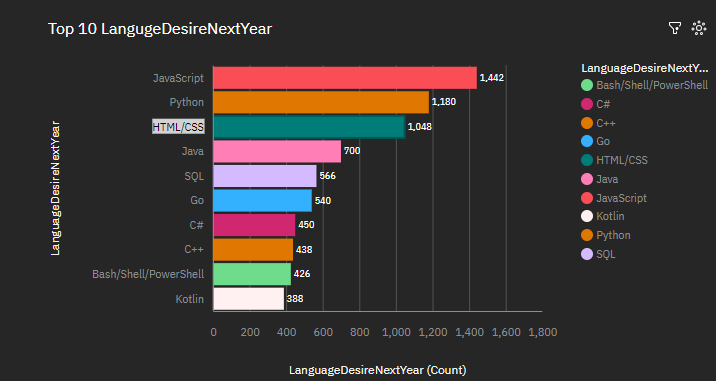 Top 10 LangugeDesireNextYear
LanguageDesireNextYear
JavaScript 1,442
Python 1,180
HTML/CSS 1,048
Java 700
SQL 566
Go 540
C# 450
C++ 438
Bash/Shell/PowerShell 426
Kotlin 388
0 200 400 600 800 1,000 1,200 1,400 1,600 1,800
LanguageDesireNextYear (Count)
LanguageDesireNextY...
Bash/Shell/PowerShell
C#
C++
Go
HTML/CSS
Java
JavaScript
Kotlin
Python
SQL